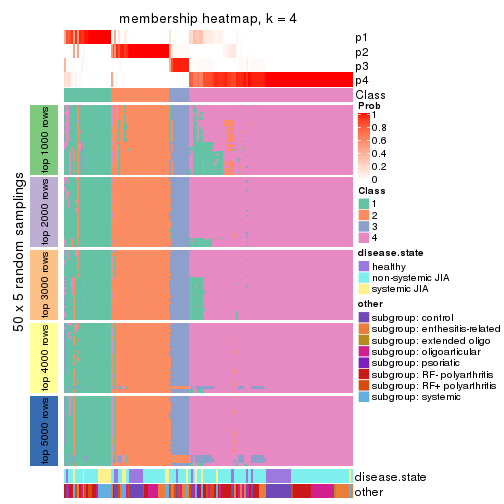 membership heatmap, k = 4
p1
p2
p3
p4
Class
50 x 5 random samplings
top 1000 rows
top 2000 rows
top 3000 rows
top 4000 rows
top 5000 rows
disease.state
other
Prob
1
0.8
0.6
0.4
0.2
0
Class
1
2
3
4
disease.state
healthy
non-systemic JIA
systemic JIA
other
subgroup: control
subgroup: enthesitis-related
subgroup: extended oligo
subgroup: oligoarticular
subgroup: psoriatic
subgroup: RF- polyarthritis
subgroup: RF+ polyarthritis
subgroup: systemic